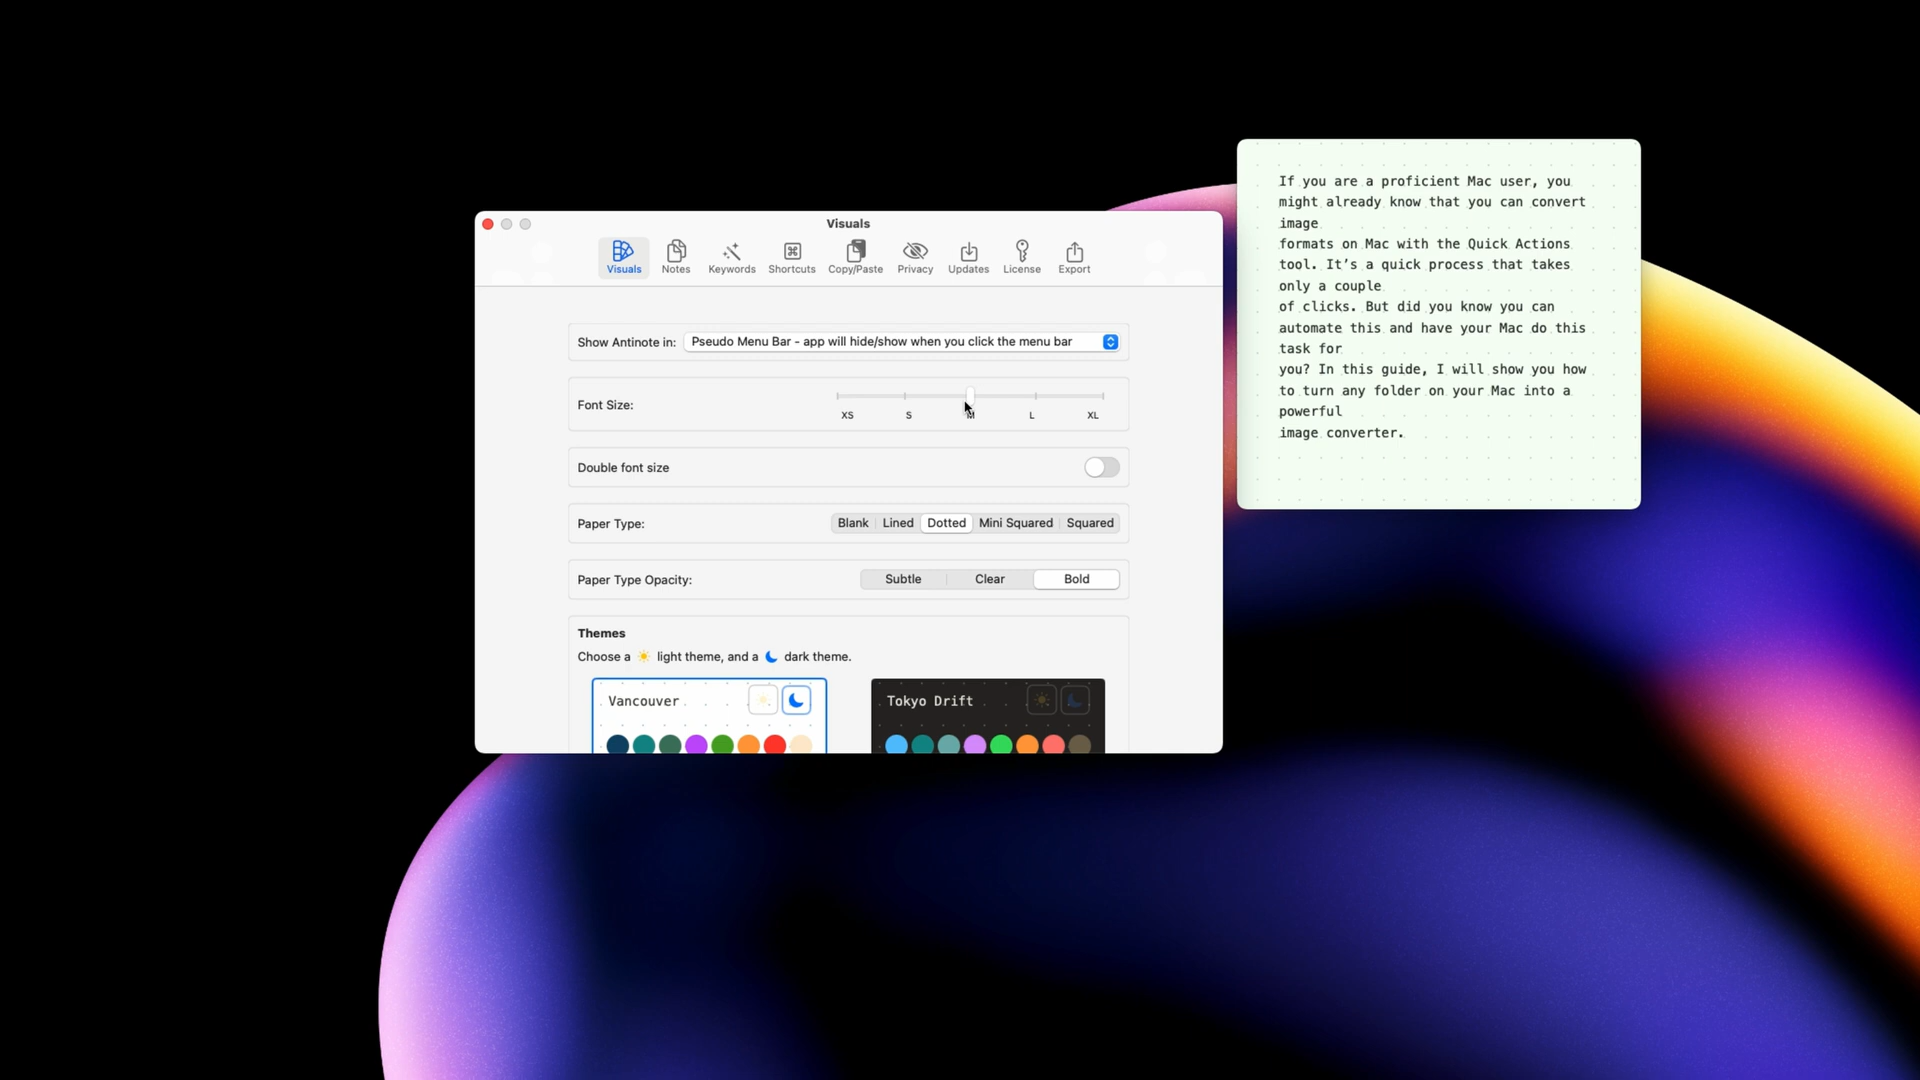 Visuals
Visuals Notes Keywords Shortcuts Copy/Paste Privacy Updates License Export
Show Antinote in: Pseudo Menu Bar - app will hide/show when you click the menu bar
Font Size:
XS S M L XL
Double font size
Paper Type: Blank Lined Dotted Mini Squared Squared
Paper Type Opacity: Subtle Clear Bold
Themes
Choose a light theme, and a dark theme.
Vancouver
Tokyo Drift
If you are a proficient Mac user, you
might already know that you can convert
image
formats on Mac with the Quick Actions
tool. It’s a quick process that takes
only a couple
of clicks. But did you know you can
automate this and have your Mac do this
task for
you? In this guide, I will show you how
to turn any folder on your Mac into a
powerful
image converter.